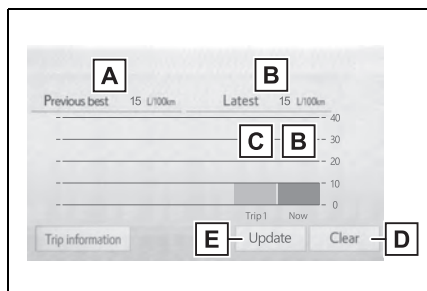 A B
Previous best 15 L/100km Latest 15 L/100km
40
C B 30
20
10
0
Trip 1 Now
Trip information E Update Clear D